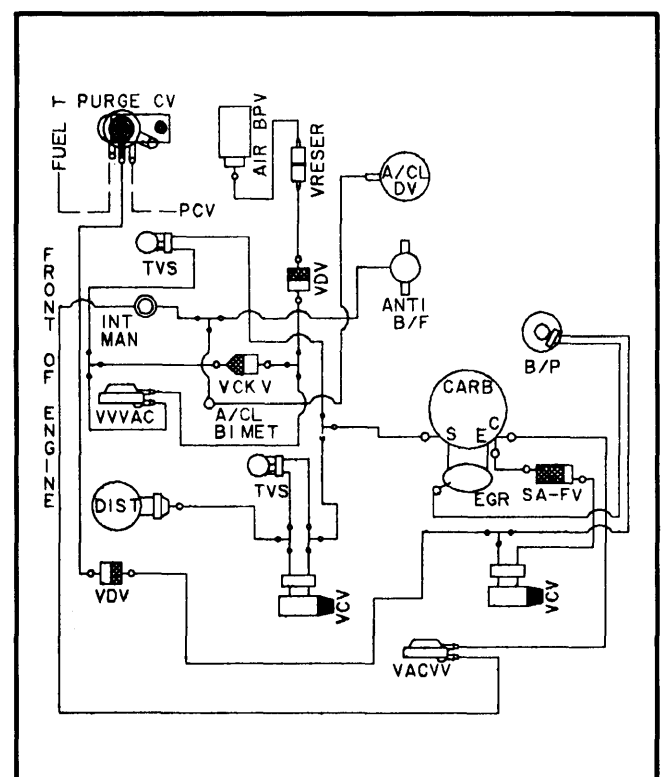 FUEL T
PURGE CV
AIR BPV
VRESER
A/CL
DV
PCV
TVS
VDV
FRONT OF ENGINE
INT
MAN
ANTI
B/F
B/P
VCKV
CARB
VVVAC
A/CL
BIMET
S E C
TVS
EGR
SA-FV
DIST
VDV
VCV
VCV
VACVV